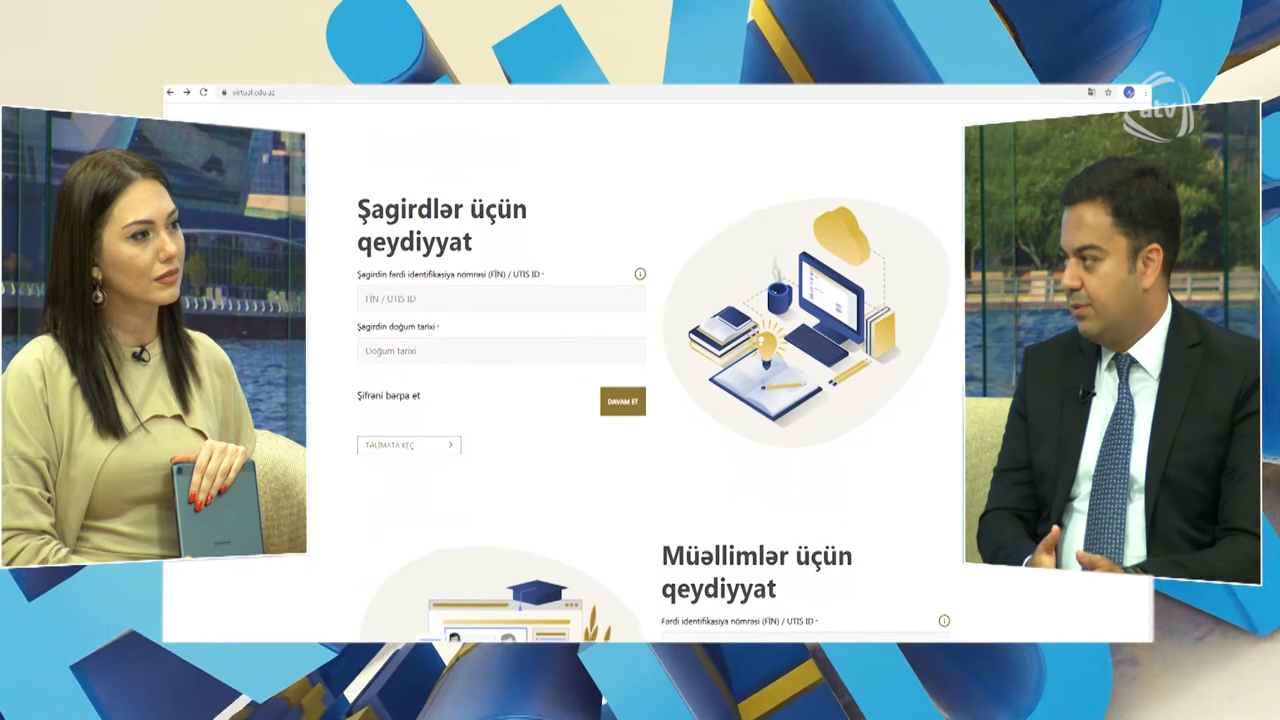 virtual.edu.az
atv
Şagirdlər üçün
qeydiyyat
Şagirdin fərdi identifikasiya nömrəsi (FİN) / UTIS ID *
FİN / UTIS ID
Şagirdin doğum tarixi *
Doğum tarixi
Şifrəni bərpa et
DAVAM ET
TƏLİMATA KEÇ
Müəllimlər üçün
qeydiyyat
Fərdi identifikasiya nömrəsi (FİN) / UTIS ID *